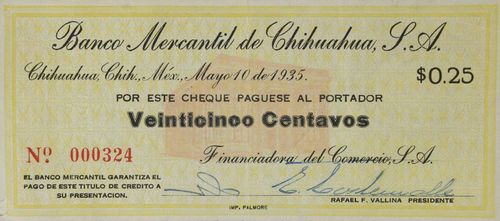 Banco Mercantil de Chihuahua, S.A.
Chihuahua, Chih., Méx., Mayo 10 de 1935.
$0.25
POR ESTE CHEQUE PAGUESE AL PORTADOR
Veinticinco Centavos
Nº 000324
Financiadora del Comercio, S.A.
EL BANCO MERCANTIL GARANTIZA EL
PAGO DE ESTE TITULO DE CREDITO A
SU PRESENTACION.
RAFAEL F. VALLINA PRESIDENTE
IMP. PALMORE